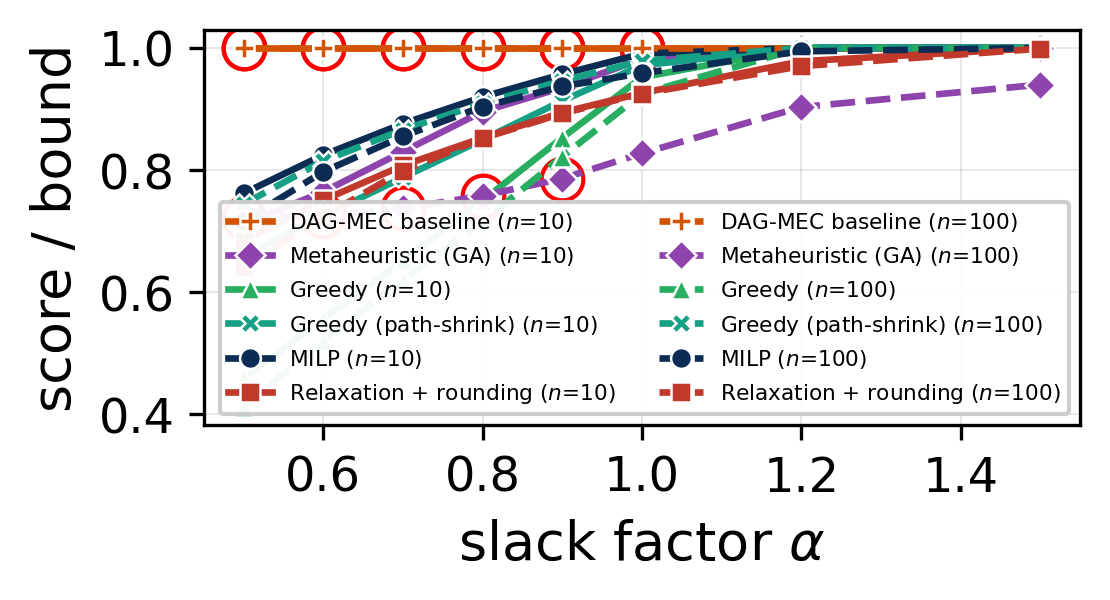 score / bound
1.0
0.8
0.6
0.4
DAG-MEC baseline (n=10)
Metaheuristic (GA) (n=10)
Greedy (n=10)
Greedy (path-shrink) (n=10)
MILP (n=10)
Relaxation + rounding (n=10)
DAG-MEC baseline (n=100)
Metaheuristic (GA) (n=100)
Greedy (n=100)
Greedy (path-shrink) (n=100)
MILP (n=100)
Relaxation + rounding (n=100)
0.6 0.8 1.0 1.2 1.4
slack factor α